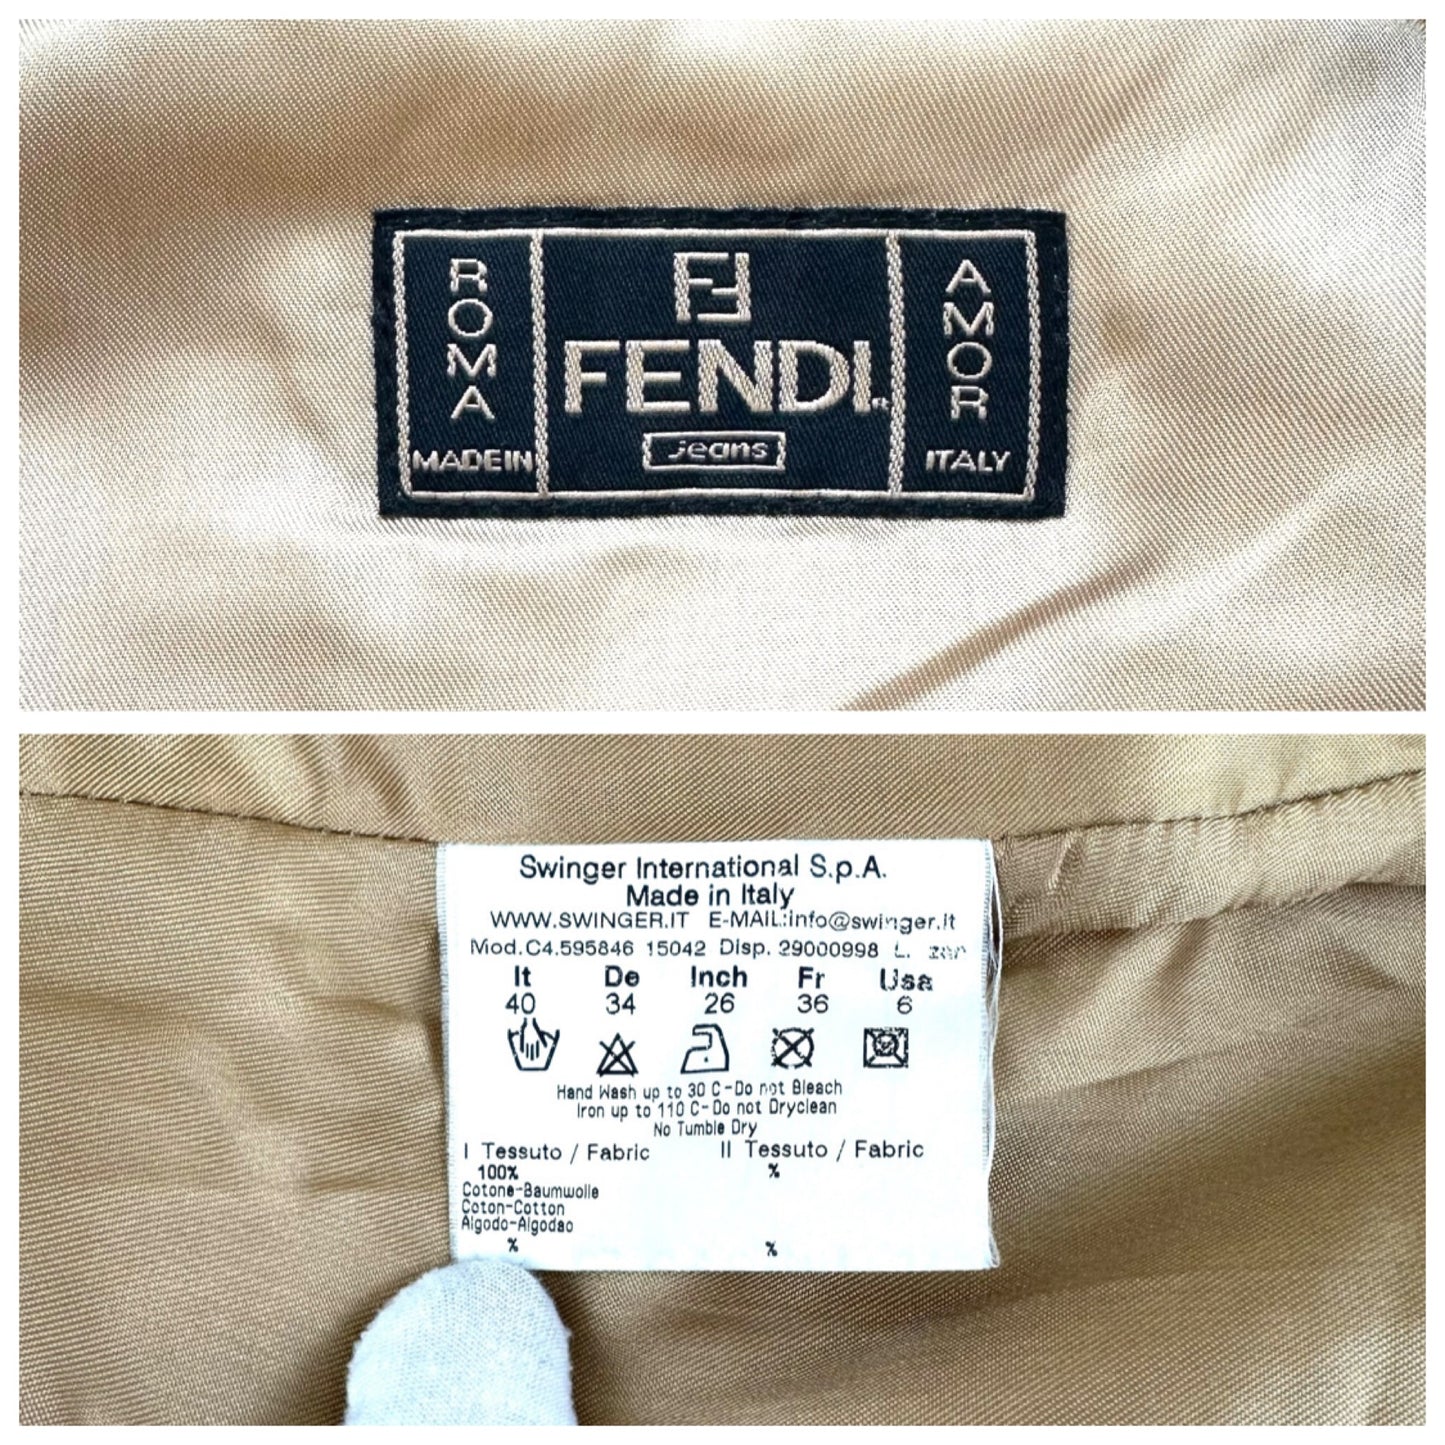 ROMA
MADE IN
FF
FENDI®
jeans
AMOR
ITALY
Swinger International S.p.A.
Made in Italy
WWW.SWINGER.IT E-MAIL:info@swinger.it
Mod.C4.595846 15042 Disp. 29000998 L.
It De Inch Fr Usa
40 34 26 36 6
Hand Wash up to 30 C-Do not Bleach
Iron up to 110 C-Do not Dryclean
No Tumble Dry
I Tessuto / Fabric II Tessuto / Fabric
100% %
Cotone-Baumwolle
Coton-Cotton
Algodo-Algodao
% %